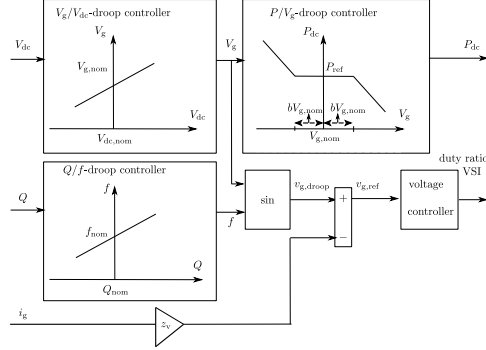 V_g/V_dc-droop controller
V_g
V_dc
V_g,nom
V_dc
V_dc,nom
V_g
P/V_g-droop controller
P_dc
P_ref
bV_g,nom bV_g,nom
V_g
V_g,nom
P_dc
Q/f-droop controller
f
Q
f_nom
Q
Q_nom
f
sin
v_g,droop
+
−
v_g,ref
voltage
controller
duty ratio
VSI
i_g
z_v